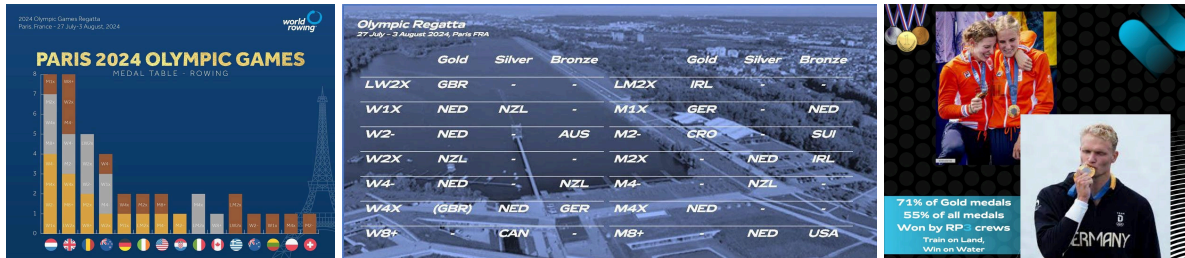 2024 Olympic Games Regatta
Paris, France - 27 July-3 August, 2024
world
rowing
PARIS 2024 OLYMPIC GAMES
MEDAL TABLE - ROWING
8
7
6
5
4
3
2
1
0
Olympic Regatta
27 July - 3 August 2024, Paris FRA
Gold Silver Bronze Gold Silver Bronze
LW2X GBR - - LM2X IRL - -
W1X NED NZL - M1X GER - NED
W2- NED - AUS M2- CRO - SUI
W2X NZL - - M2X - NED IRL
W4- NED - NZL M4- - NZL -
W4X (GBR) NED GER M4X NED - -
W8+ - CAN - M8+ - NED USA
71% of Gold medals
55% of all medals
Won by RP3 crews
Train on Land,
Win on Water
GERMANY